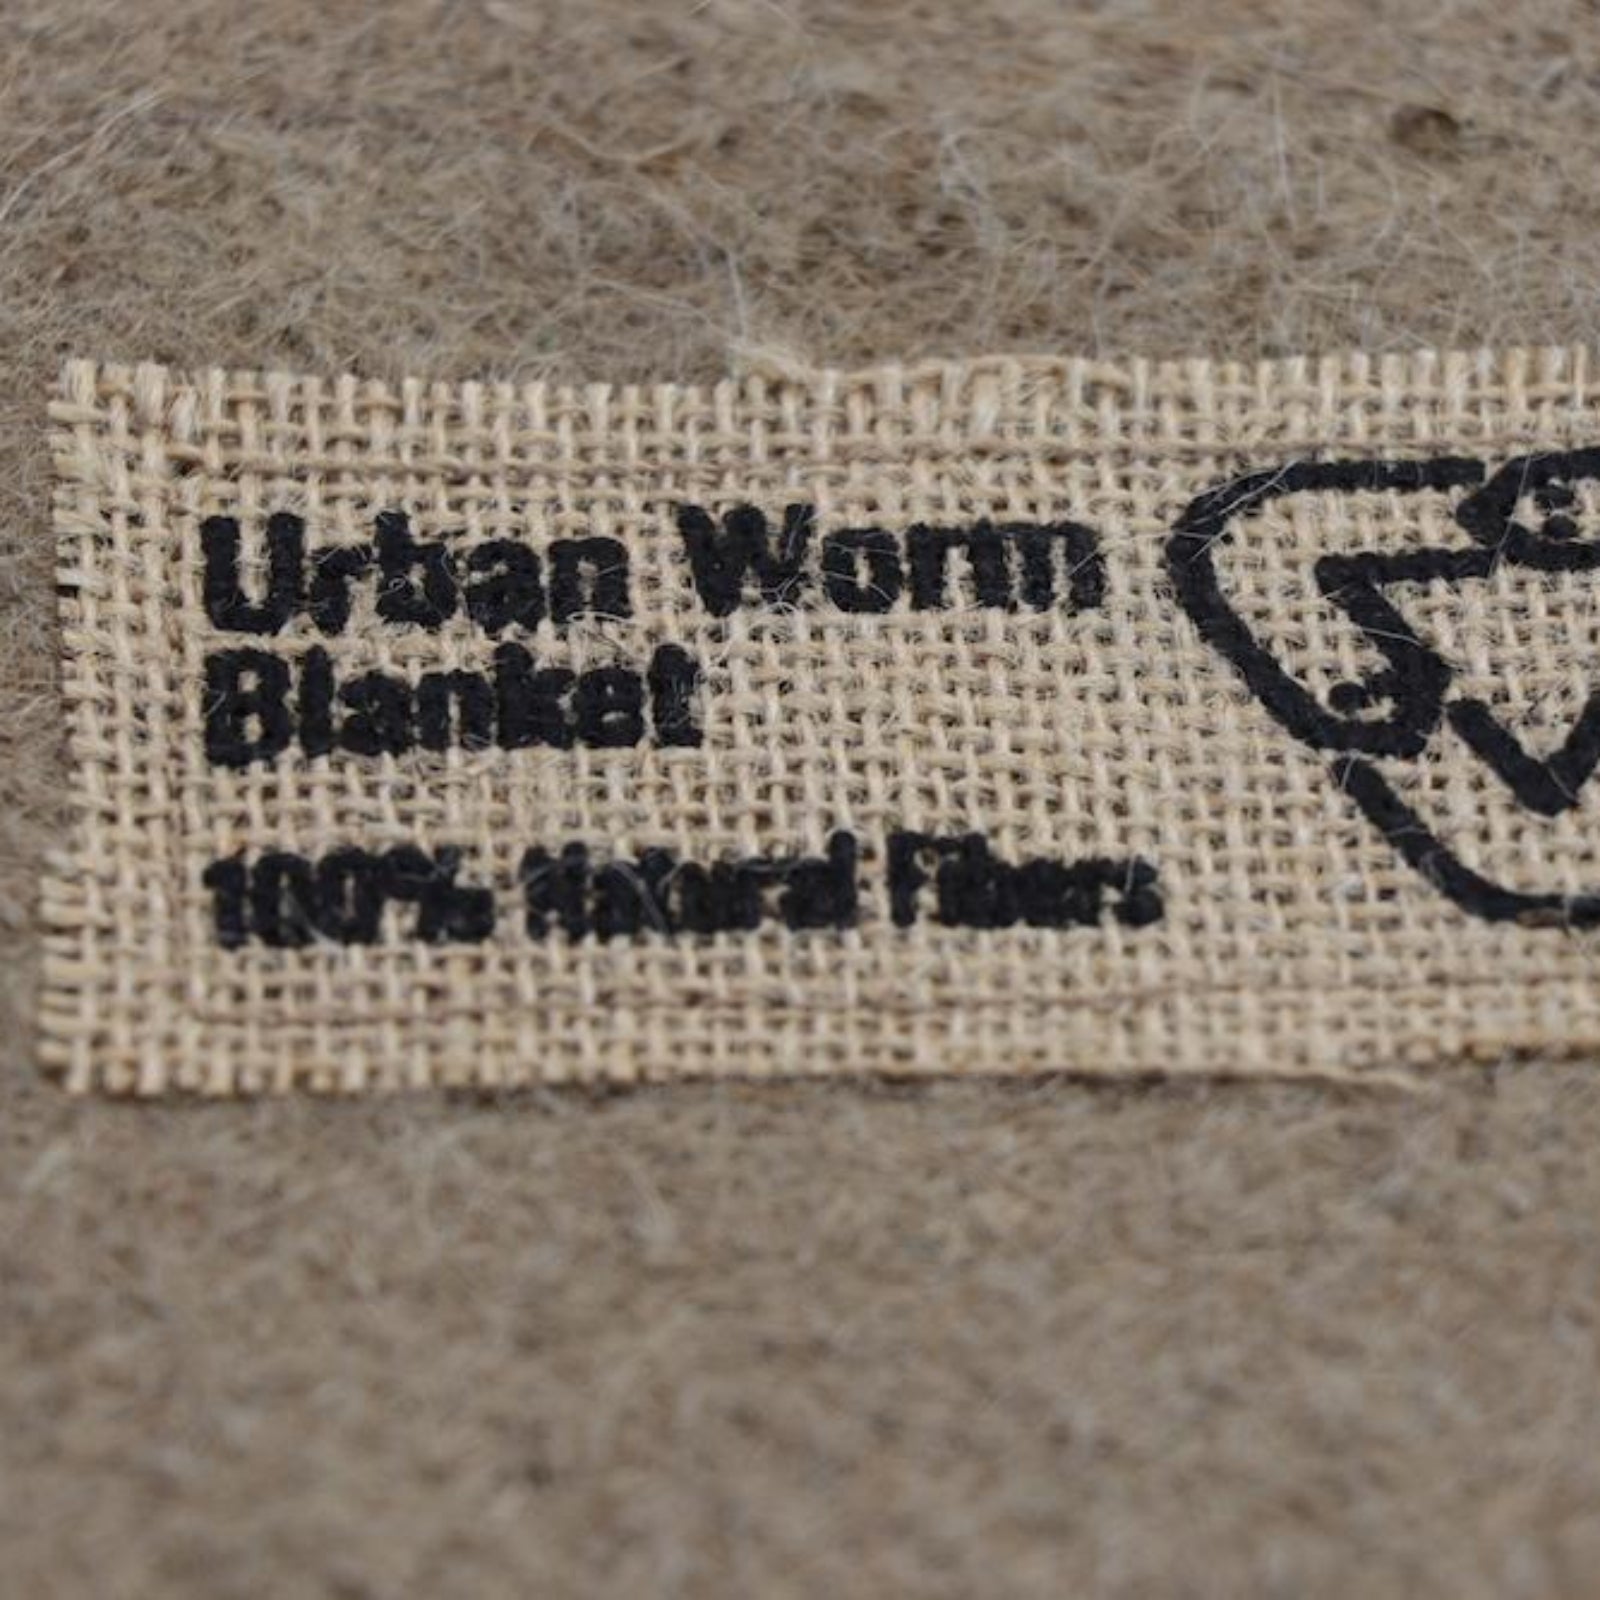 Urban Worm
Blanket
100% Natural Fibers